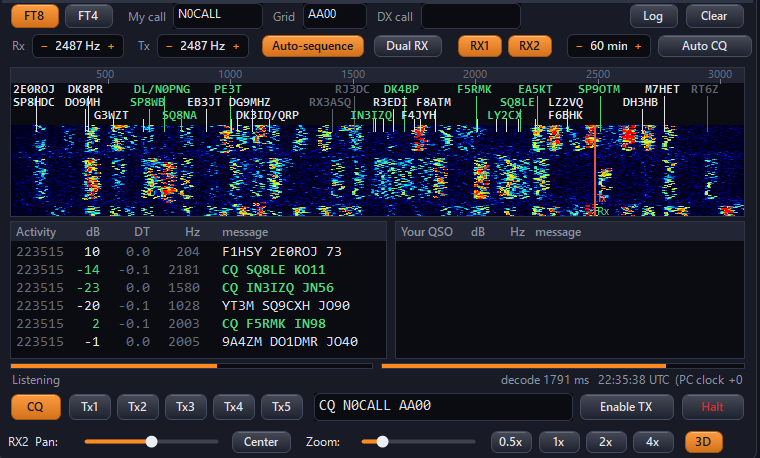 FT8 FT4 My call N0CALL Grid AA00 DX call Log Clear
Rx − 2487 Hz + Tx − 2487 Hz + Auto-sequence Dual RX RX1 RX2 − 60 min + Auto CQ
500 1000 1500 2000 2500 3000
2E0ROJ DK8PR DL/N0PNG PE3T RJ3DC DK4BP F5RMK EA5KT SP9OTM M7HET RT6Z
SP8HDC DO9MH SP8WB EB3JT DG9MHZ RX3ASQ R3EDI F8ATM SQ8LE LZ2VQ DH3HB
G3WZT SQ8NA DK3ID/QRP IN3IZQ F4JYH LY2CX F6BHK
Rx
Activity dB DT Hz message
223515 10 0.0 204 F1HSY 2E0ROJ 73
223515 -14 -0.1 2181 CQ SQ8LE KO11
223515 -23 0.0 1580 CQ IN3IZQ JN56
223515 -20 -0.1 1028 YT3M SQ9CXH JO90
223515 2 -0.1 2003 CQ F5RMK IN98
223515 -1 0.0 2005 9A4ZM DO1DMR JO40
Your QSO dB Hz message
Listening decode 1791 ms 22:35:38 UTC (PC clock +0
CQ Tx1 Tx2 Tx3 Tx4 Tx5 CQ N0CALL AA00 Enable TX Halt
RX2 Pan: Center Zoom: 0.5x 1x 2x 4x 3D